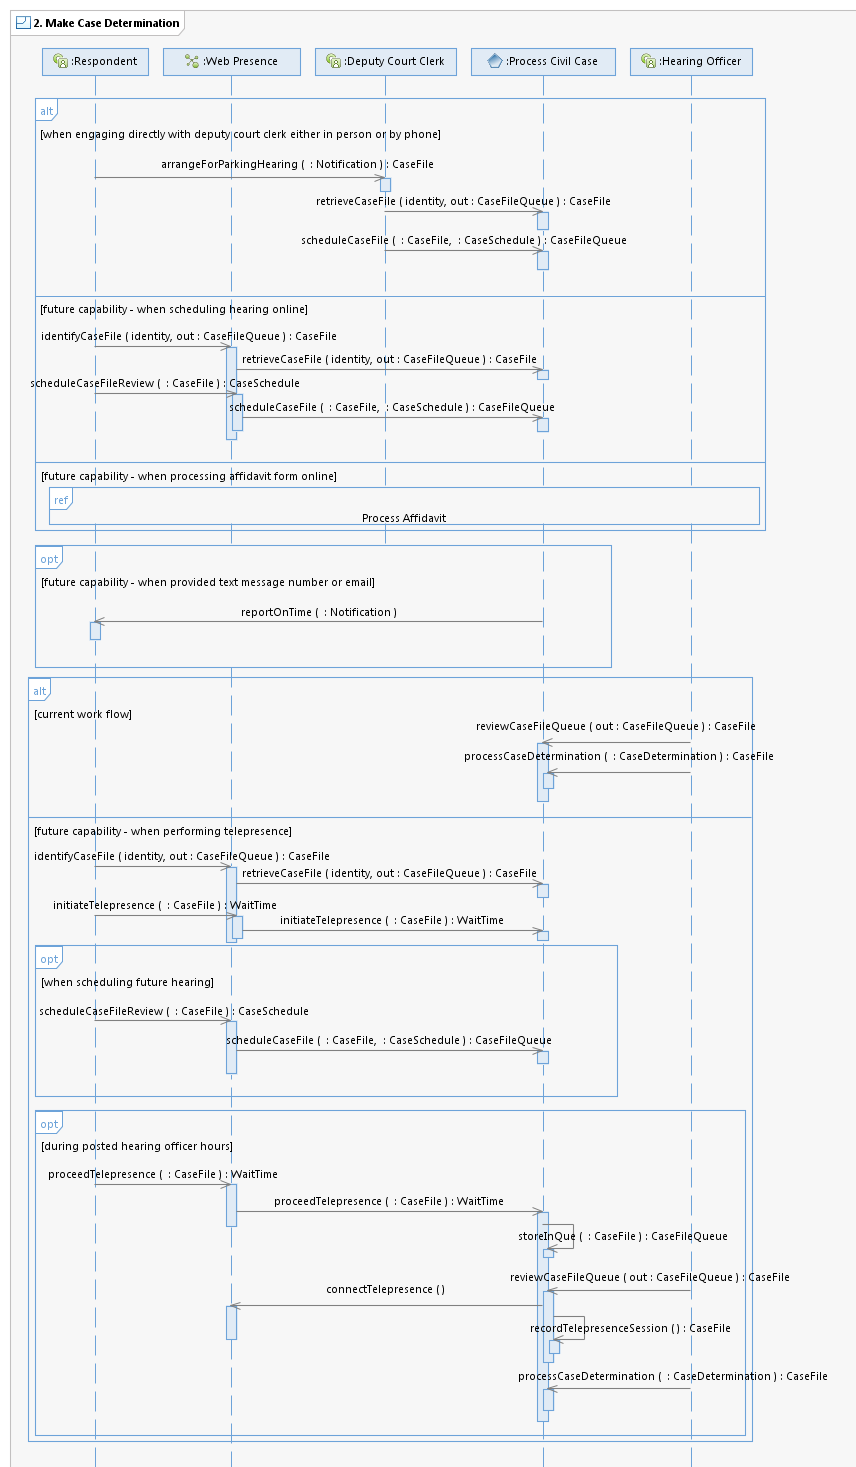 2. Make Case Determination
:Respondent
:Web Presence
:Deputy Court Clerk
:Process Civil Case
:Hearing Officer
alt
[when engaging directly with deputy court clerk either in person or by phone]
arrangeForParkingHearing ( : Notification ) : CaseFile
retrieveCaseFile ( identity, out : CaseFileQueue ) : CaseFile
scheduleCaseFile ( : CaseFile, : CaseSchedule ) : CaseFileQueue
[future capability - when scheduling hearing online]
identifyCaseFile ( identity, out : CaseFileQueue ) : CaseFile
retrieveCaseFile ( identity, out : CaseFileQueue ) : CaseFile
scheduleCaseFileReview ( : CaseFile ) : CaseSchedule
scheduleCaseFile ( : CaseFile, : CaseSchedule ) : CaseFileQueue
[future capability - when processing affidavit form online]
ref
Process Affidavit
opt
[future capability - when provided text message number or email]
reportOnTime ( : Notification )
alt
[current work flow]
reviewCaseFileQueue ( out : CaseFileQueue ) : CaseFile
processCaseDetermination ( : CaseDetermination ) : CaseFile
[future capability - when performing telepresence]
identifyCaseFile ( identity, out : CaseFileQueue ) : CaseFile
retrieveCaseFile ( identity, out : CaseFileQueue ) : CaseFile
initiateTelepresence ( : CaseFile ) : WaitTime
initiateTelepresence ( : CaseFile ) : WaitTime
opt
[when scheduling future hearing]
scheduleCaseFileReview ( : CaseFile ) : CaseSchedule
scheduleCaseFile ( : CaseFile, : CaseSchedule ) : CaseFileQueue
opt
[during posted hearing officer hours]
proceedTelepresence ( : CaseFile ) : WaitTime
proceedTelepresence ( : CaseFile ) : WaitTime
storeInQue ( : CaseFile ) : CaseFileQueue
reviewCaseFileQueue ( out : CaseFileQueue ) : CaseFile
connectTelepresence ( )
recordTelepresenceSession ( ) : CaseFile
processCaseDetermination ( : CaseDetermination ) : CaseFile